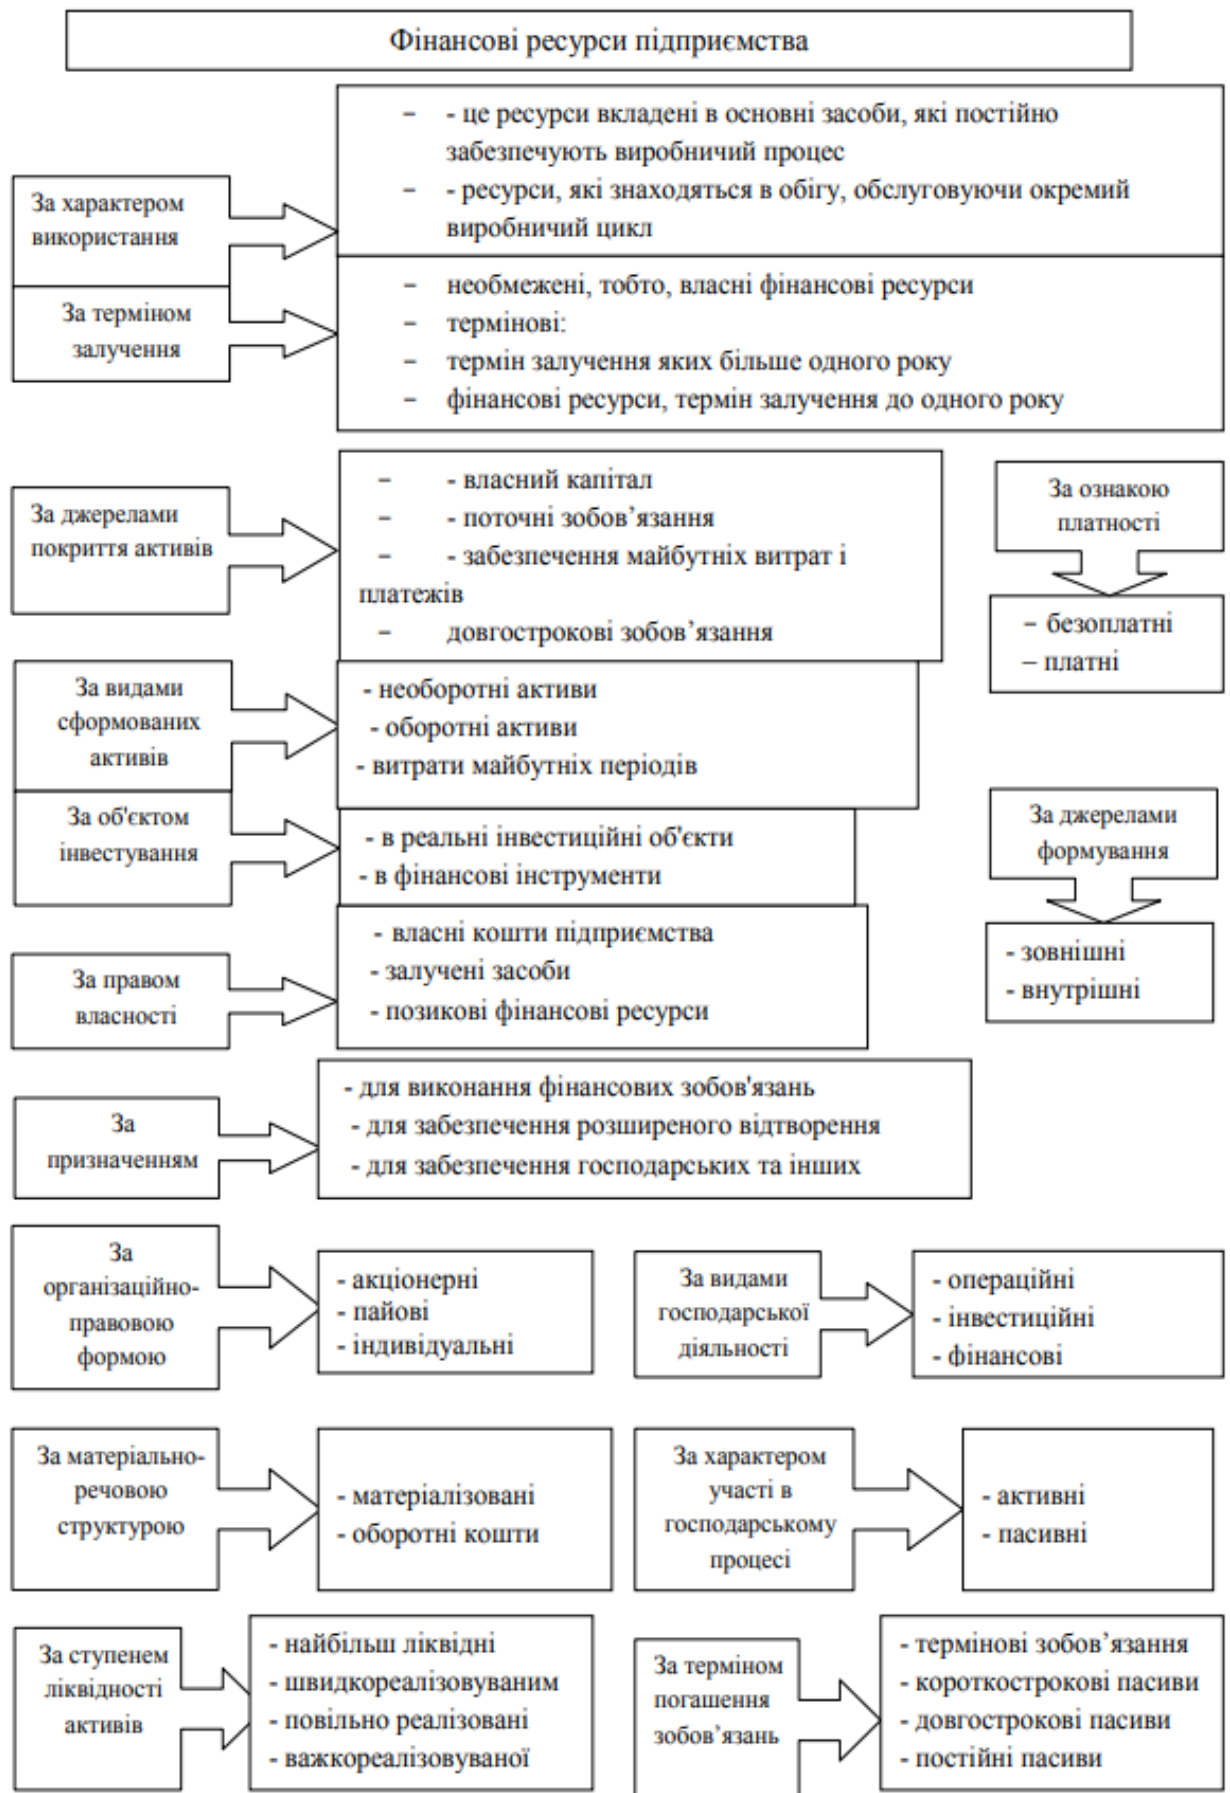 Фінансові ресурси підприємства
За характером
використання
– - це ресурси вкладені в основні засоби, які постійно
забезпечують виробничий процес
– - ресурси, які знаходяться в обігу, обслуговуючи окремий
виробничий цикл
За терміном
залучення
– необмежені, тобто, власні фінансові ресурси
– термінові:
– термін залучення яких більше одного року
– фінансові ресурси, термін залучення до одного року
За джерелами
покриття активів
– - власний капітал
– - поточні зобов’язання
– - забезпечення майбутніх витрат і
платежів
– довгострокові зобов’язання
За ознакою
платності
– безоплатні
– платні
За видами
сформованих
активів
- необоротні активи
- оборотні активи
- витрати майбутніх періодів
За об'єктом
інвестування
- в реальні інвестиційні об'єкти
- в фінансові інструменти
За джерелами
формування
- зовнішні
- внутрішні
За правом
власності
- власні кошти підприємства
- залучені засоби
- позикові фінансові ресурси
За
призначенням
- для виконання фінансових зобов'язань
- для забезпечення розширеного відтворення
- для забезпечення господарських та інших
За
організаційно-
правовою
формою
- акціонерні
- пайові
- індивідуальні
За видами
господарської
діяльності
- операційні
- інвестиційні
- фінансові
За матеріально-
речовою
структурою
- матеріалізовані
- оборотні кошти
За характером
участі в
господарському
процесі
- активні
- пасивні
За ступенем
ліквідності
активів
- найбільш ліквідні
- швидкореалізовуваним
- повільно реалізовані
- важкореалізовуваної
За терміном
погашення
зобов’язань
- термінові зобов’язання
- короткострокові пасиви
- довгострокові пасиви
- постійні пасиви